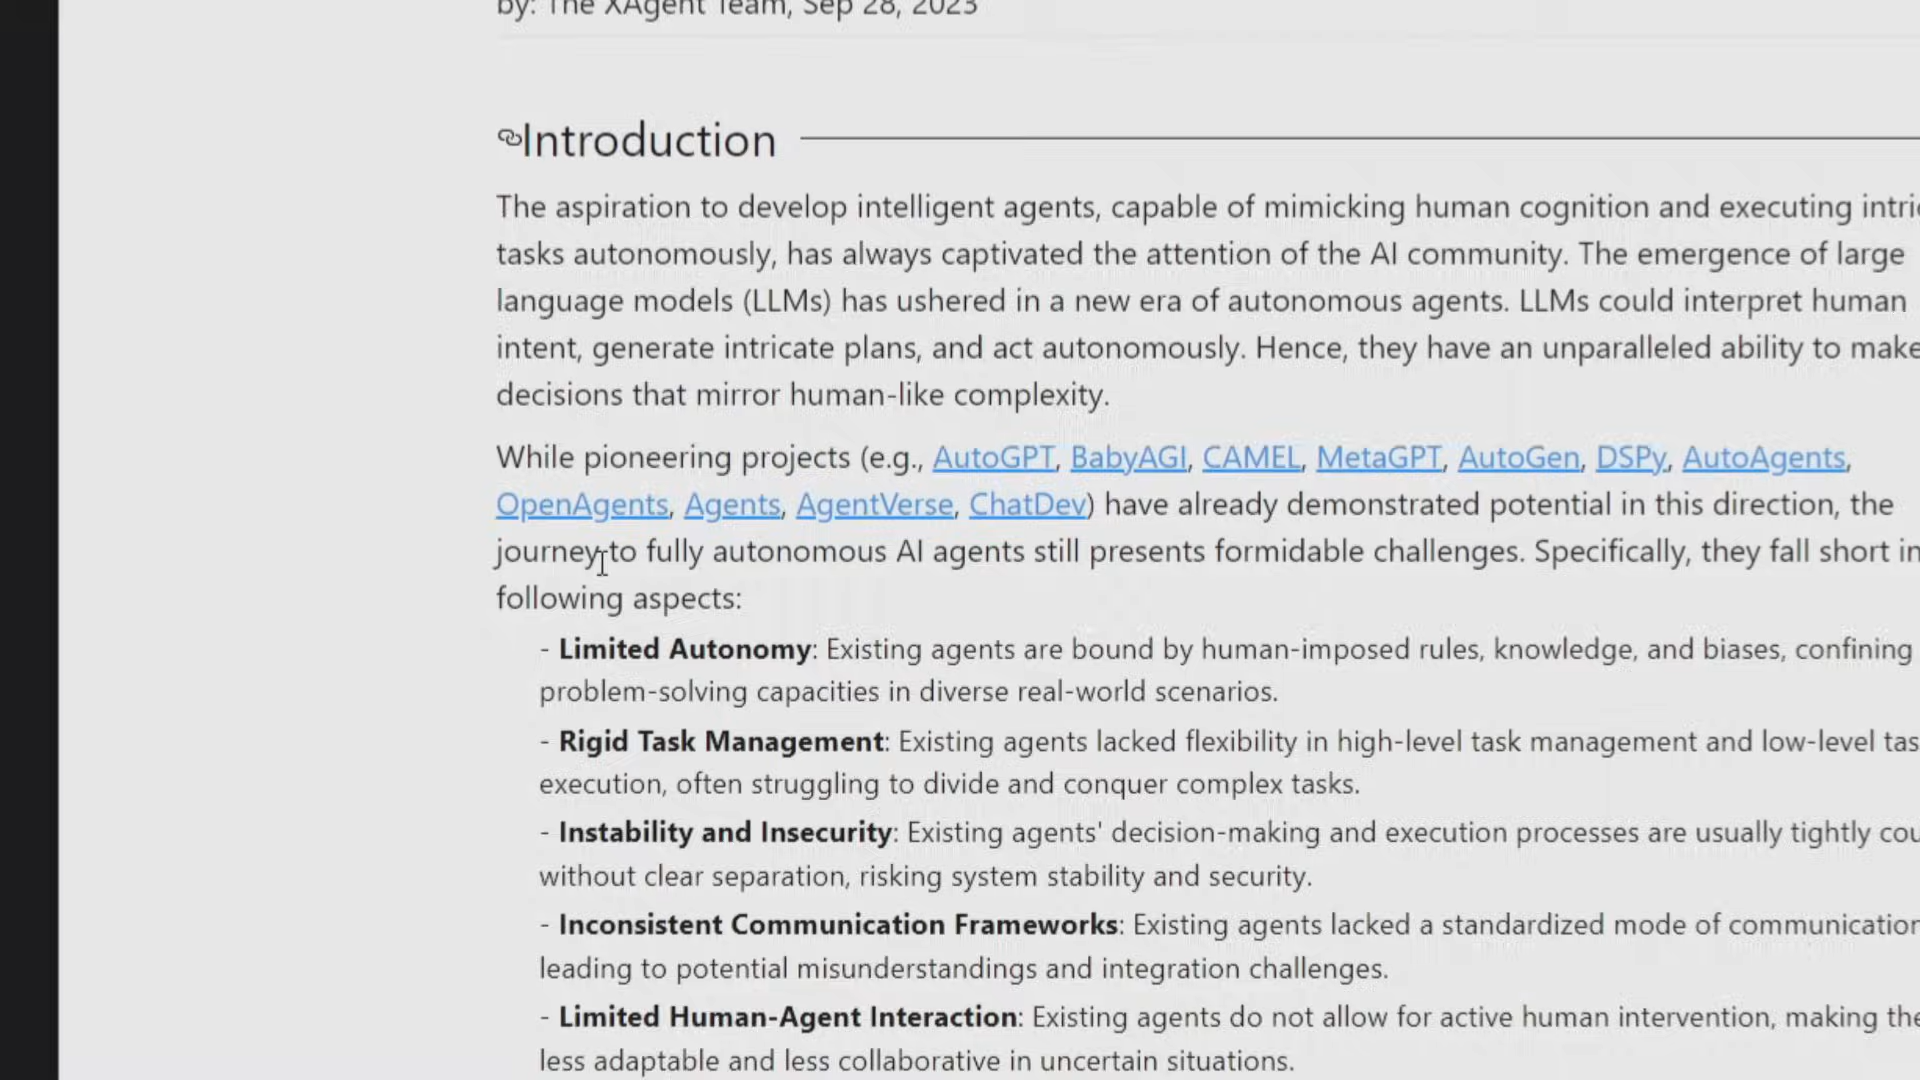 by: The XAgent Team, Sep 28, 2023
Introduction
The aspiration to develop intelligent agents, capable of mimicking human cognition and executing
tasks autonomously, has always captivated the attention of the AI community. The emergence of large
language models (LLMs) has ushered in a new era of autonomous agents. LLMs could interpret human
intent, generate intricate plans, and act autonomously. Hence, they have an unparalleled ability to make
decisions that mirror human-like complexity.
While pioneering projects (e.g., AutoGPT, BabyAGI, CAMEL, MetaGPT, AutoGen, DSPy, AutoAgents,
OpenAgents, Agents, AgentVerse, ChatDev) have already demonstrated potential in this direction, the
journey to fully autonomous AI agents still presents formidable challenges. Specifically, they fall short in
following aspects:
- Limited Autonomy: Existing agents are bound by human-imposed rules, knowledge, and biases, confining
problem-solving capacities in diverse real-world scenarios.
- Rigid Task Management: Existing agents lacked flexibility in high-level task management and low-level
execution, often struggling to divide and conquer complex tasks.
- Instability and Insecurity: Existing agents' decision-making and execution processes are usually tightly
without clear separation, risking system stability and security.
- Inconsistent Communication Frameworks: Existing agents lacked a standardized mode of communication
leading to potential misunderstandings and integration challenges.
- Limited Human-Agent Interaction: Existing agents do not allow for active human intervention, making
less adaptable and less collaborative in uncertain situations.